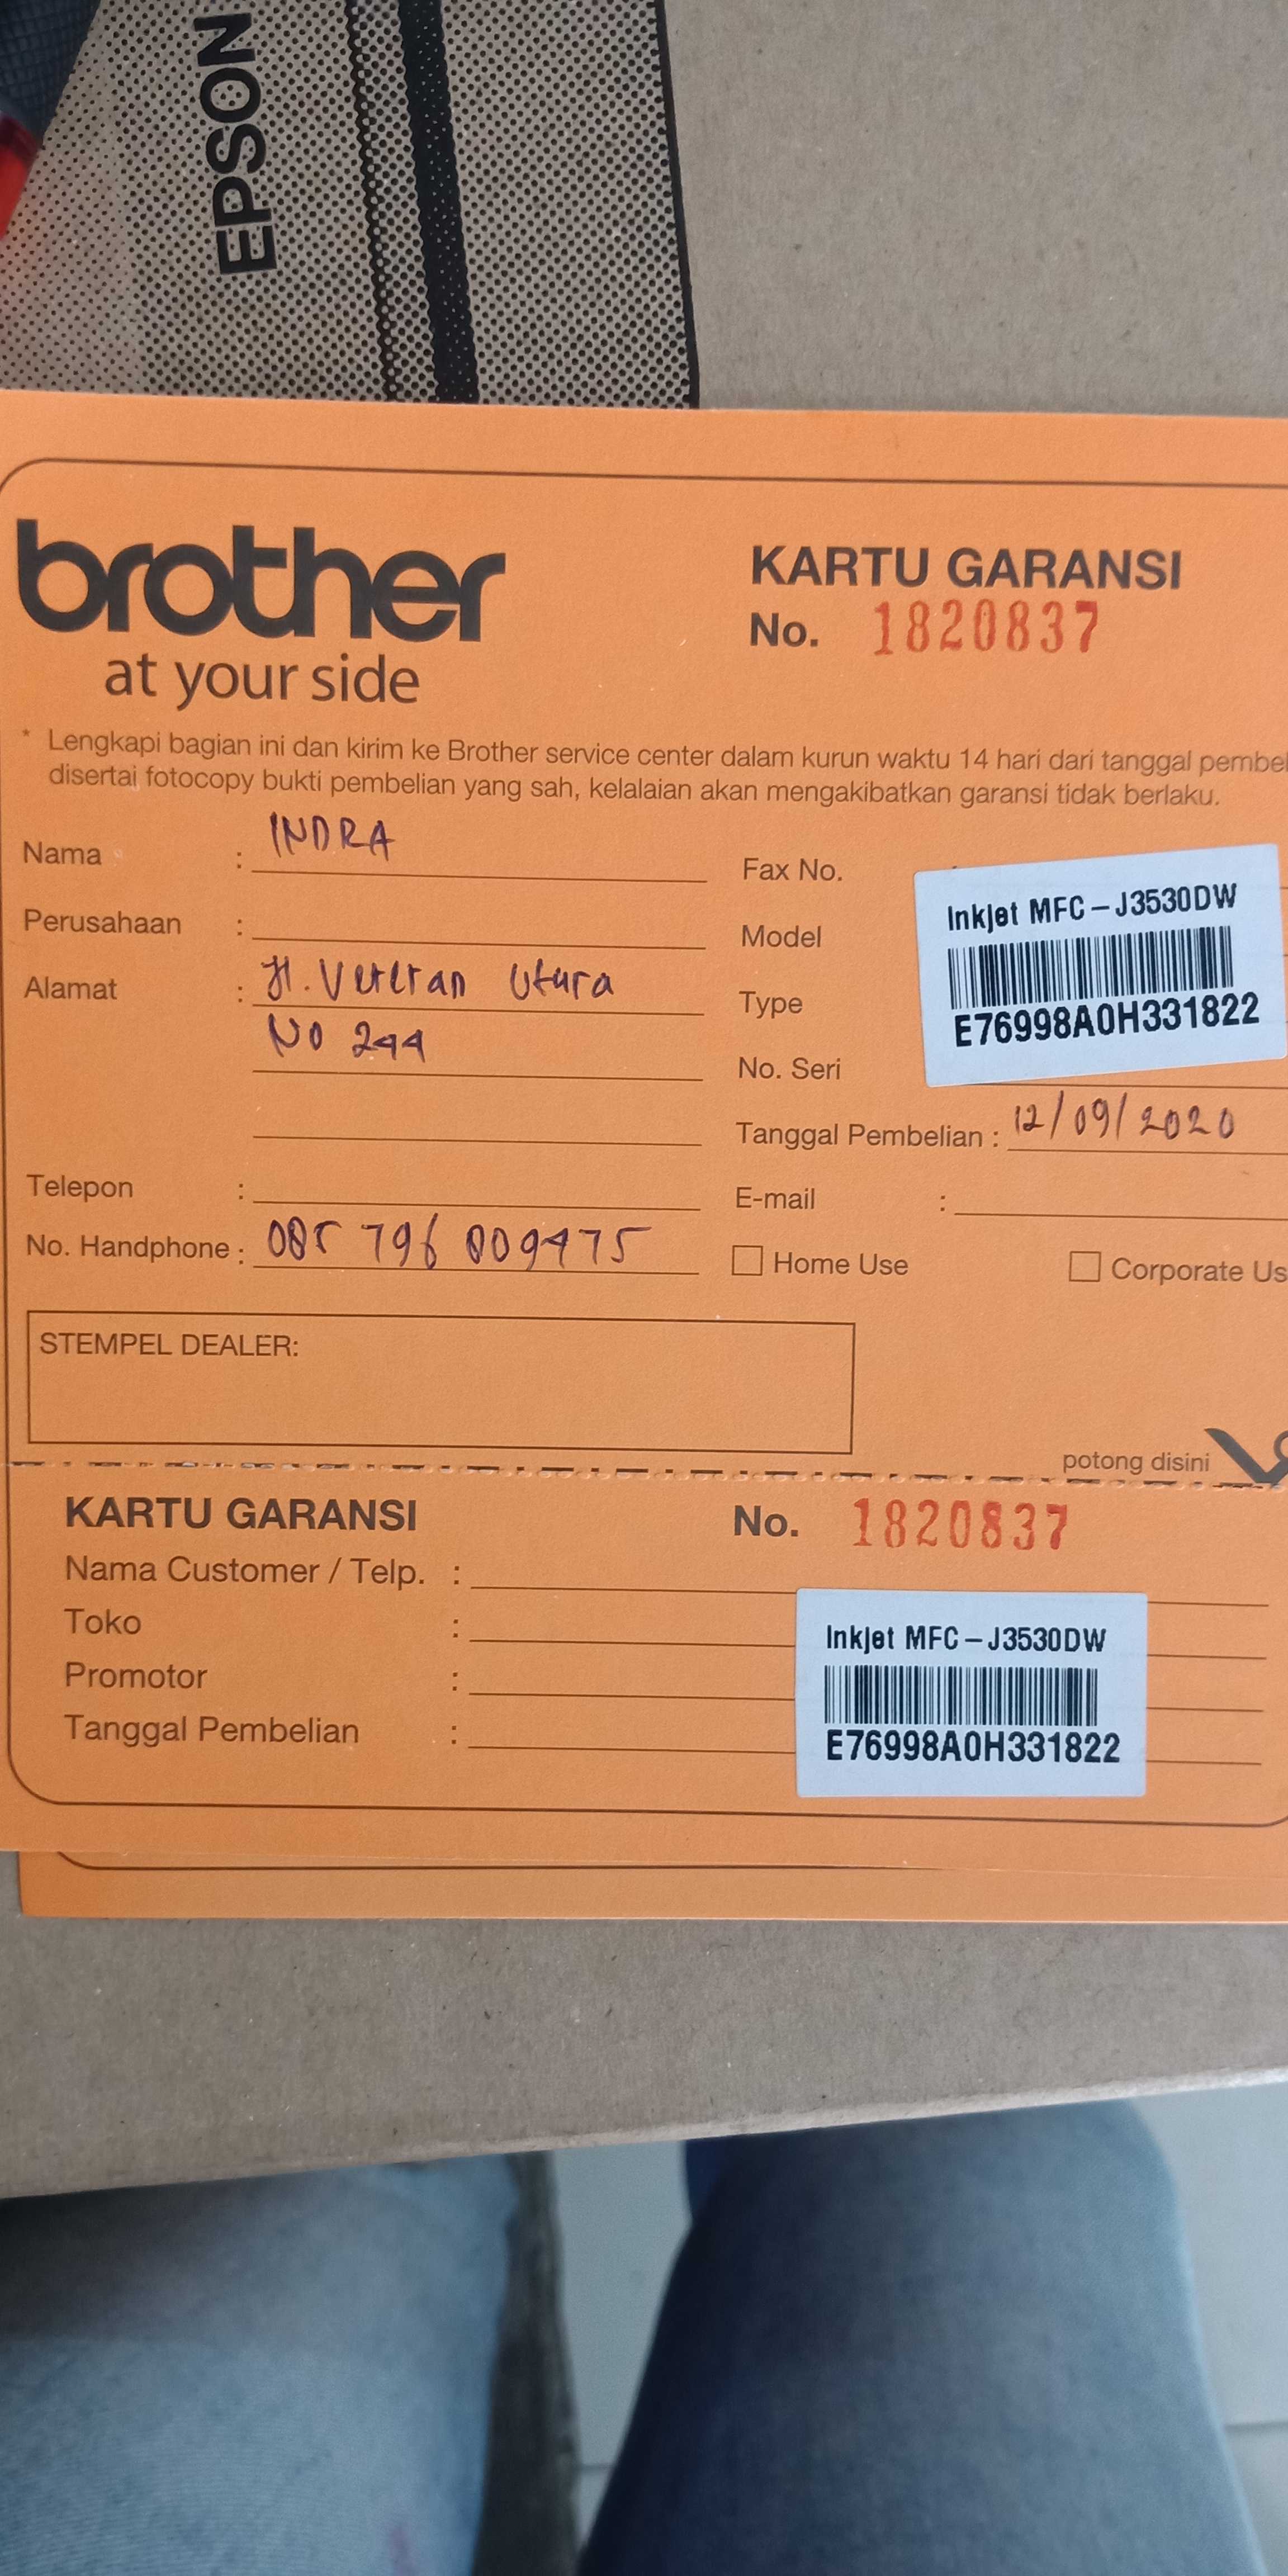 EPSON
brother
at your side
KARTU GARANSI
No. 1820837
* Lengkapi bagian ini dan kirim ke Brother service center dalam kurun waktu 14 hari dari tanggal
disertai fotocopy bukti pembelian yang sah, kelalaian akan mengakibatkan garansi tidak berlaku.
Nama : INDRA
Perusahaan :
Alamat : Jl. Veteran Utara
No 244
Telepon :
No. Handphone : 085 796 009475
Fax No.
Model
Type
No. Seri
Inkjet MFC-J3530DW
E76998A0H331822
Tanggal Pembelian : 12/09/2020
E-mail :
Home Use
Corporate
STEMPEL DEALER:
potong disini
KARTU GARANSI
No. 1820837
Nama Customer / Telp. :
Toko :
Promotor :
Tanggal Pembelian :
Inkjet MFC-J3530DW
E76998A0H331822